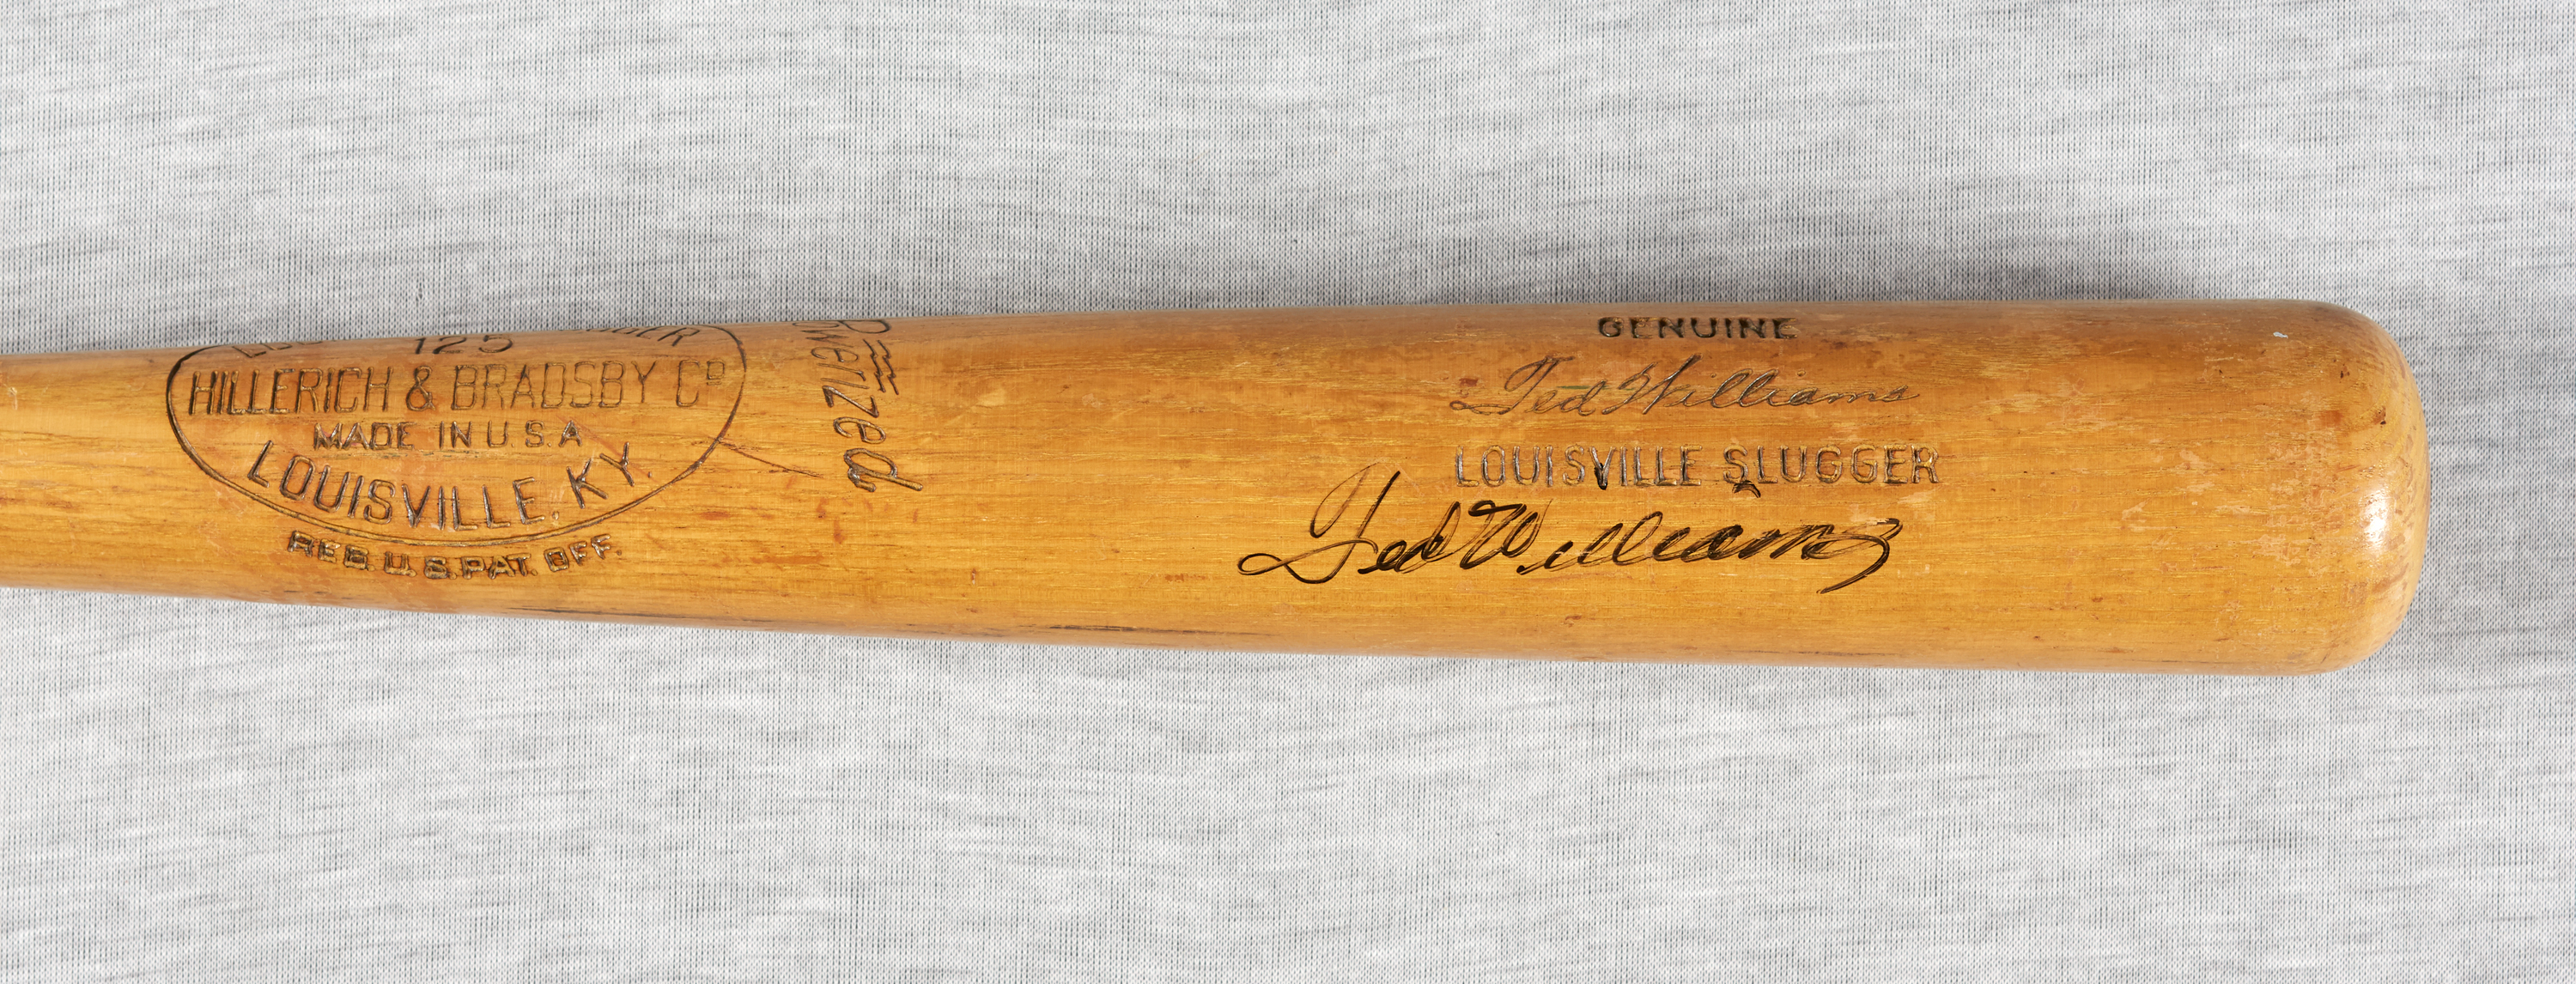 125
HILLERICH & BRADSBY CO
MADE IN U.S.A
LOUISVILLE, KY.
REG. U.S. PAT. OFF.
Powerized
GENUINE
Ted Williams
LOUISVILLE SLUGGER
Ted Williams